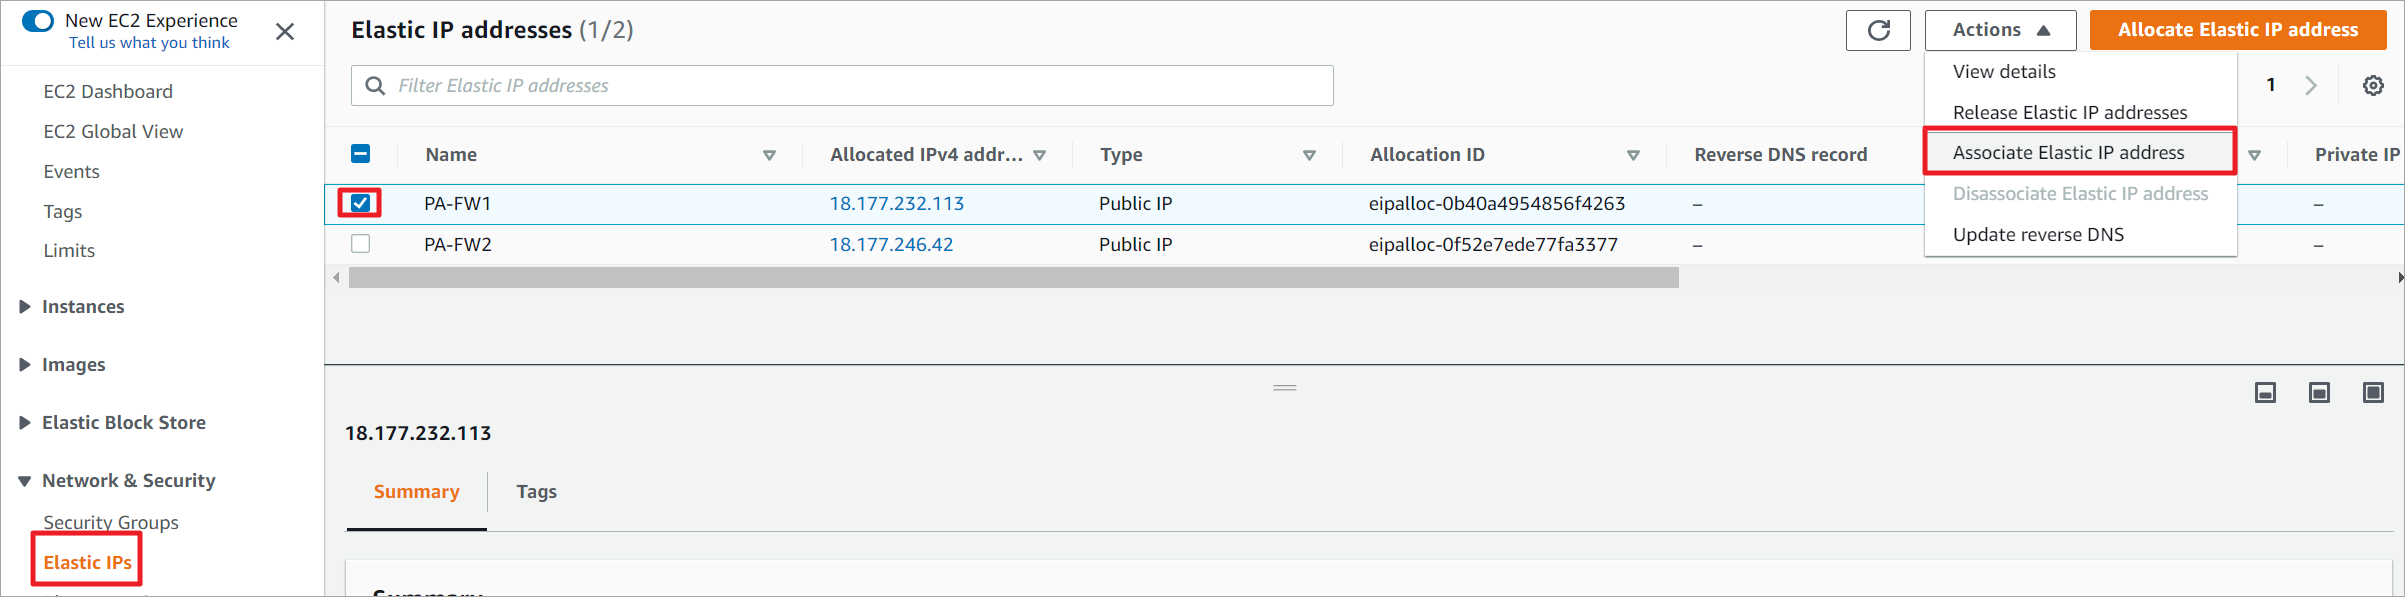 New EC2 Experience
Tell us what you think
EC2 Dashboard
EC2 Global View
Events
Tags
Limits
Instances
Images
Elastic Block Store
Network & Security
Security Groups
Elastic IPs
Elastic IP addresses (1/2)
Actions
Allocate Elastic IP address
Filter Elastic IP addresses
1
View details
Release Elastic IP addresses
Associate Elastic IP address
Disassociate Elastic IP address
Update reverse DNS
Name Allocated IPv4 addr... Type Allocation ID Reverse DNS record Private IP
PA-FW1 18.177.232.113 Public IP eipalloc-0b40a4954856f4263 – –
PA-FW2 18.177.246.42 Public IP eipalloc-0f52e7ede77fa3377 – –
18.177.232.113
Summary Tags
Summary